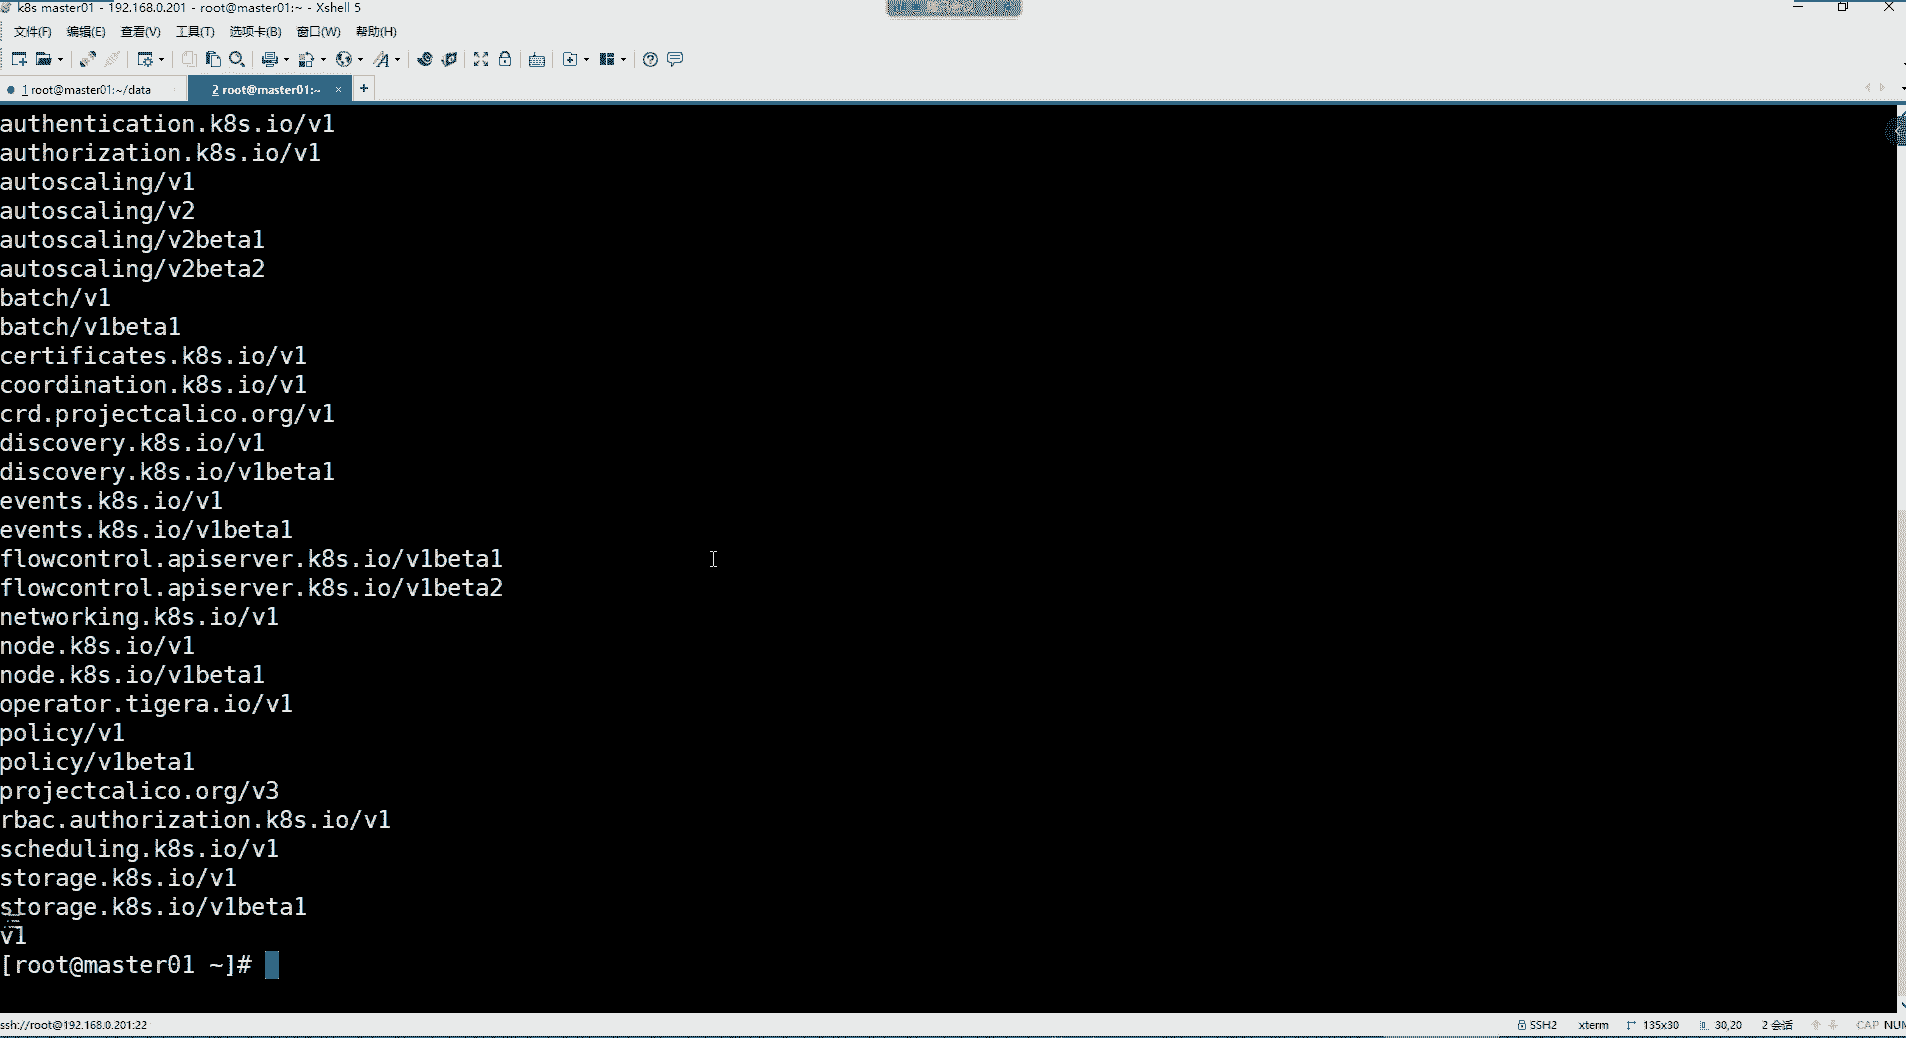 k8s master01 - 192.168.0.201 - root@master01:~ - Xshell 5
文件(F) 编辑(E) 查看(V) 工具(T) 选项卡(B) 窗口(W) 帮助(H)
1 root@master01:~/data 2 root@master01:~ × +
authentication.k8s.io/v1
authorization.k8s.io/v1
autoscaling/v1
autoscaling/v2
autoscaling/v2beta1
autoscaling/v2beta2
batch/v1
batch/v1beta1
certificates.k8s.io/v1
coordination.k8s.io/v1
crd.projectcalico.org/v1
discovery.k8s.io/v1
discovery.k8s.io/v1beta1
events.k8s.io/v1
events.k8s.io/v1beta1
flowcontrol.apiserver.k8s.io/v1beta1
flowcontrol.apiserver.k8s.io/v1beta2
networking.k8s.io/v1
node.k8s.io/v1
node.k8s.io/v1beta1
operator.tigera.io/v1
policy/v1
policy/v1beta1
projectcalico.org/v3
rbac.authorization.k8s.io/v1
scheduling.k8s.io/v1
storage.k8s.io/v1
storage.k8s.io/v1beta1
v1
[root@master01 ~]#
ssh://root@192.168.0.201:22 SSH2 xterm 135x30 30,20 2 会话 CAP NUM